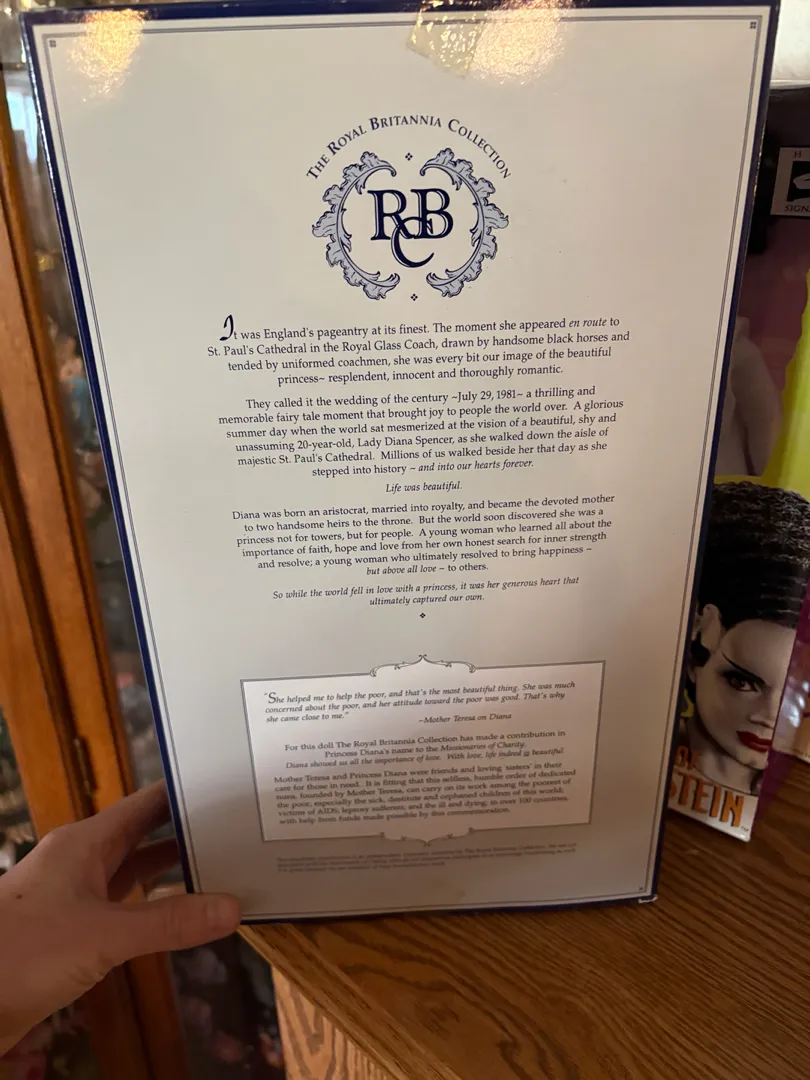 THE ROYAL BRITANNIA COLLECTION
RCB
It was England's pageantry at its finest. The moment she appeared en route to
St. Paul's Cathedral in the Royal Glass Coach, drawn by handsome black horses and
tended by uniformed coachmen, she was every bit our image of the beautiful
princess~ resplendent, innocent and thoroughly romantic.
They called it the wedding of the century ~July 29, 1981~ a thrilling and
memorable fairy tale moment that brought joy to people the world over. A glorious
summer day when the world sat mesmerized at the vision of a beautiful, shy and
unassuming 20-year-old, Lady Diana Spencer, as she walked down the aisle of
majestic St. Paul's Cathedral. Millions of us walked beside her that day as she
stepped into history ~ and into our hearts forever.
Life was beautiful.
Diana was born an aristocrat, married into royalty, and became the devoted mother
to two handsome heirs to the throne. But the world soon discovered she was a
princess not for towers, but for people. A young woman who learned all about the
importance of faith, hope and love from her own honest search for inner strength
and resolve; a young woman who ultimately resolved to bring happiness ~
but above all love ~ to others.
So while the world fell in love with a princess, it was her generous heart that
ultimately captured our own.
"She helped me to help the poor, and that's the most beautiful thing. She was much
concerned about the poor, and her attitude toward the poor was good. That's why
she came close to me."
~Mother Teresa on Diana
For this doll The Royal Britannia Collection has made a contribution in
Princess Diana's name to the Missionaries of Charity.
Diana showed us all the importance of love. With love, life indeed is beautiful.
Mother Teresa and Princess Diana were friends and loving 'sisters' in their
care for those in need. It is fitting that this selfless, humble order of dedicated
nuns, founded by Mother Teresa, can carry on its work among the poorest of
the poor; especially the sick, destitute and orphaned children of this world;
victims of AIDS; leprosy sufferers; and the ill and dying; in over 100 countries,
with help from funds made possible by this commemoration.
H
SIGN
STEIN